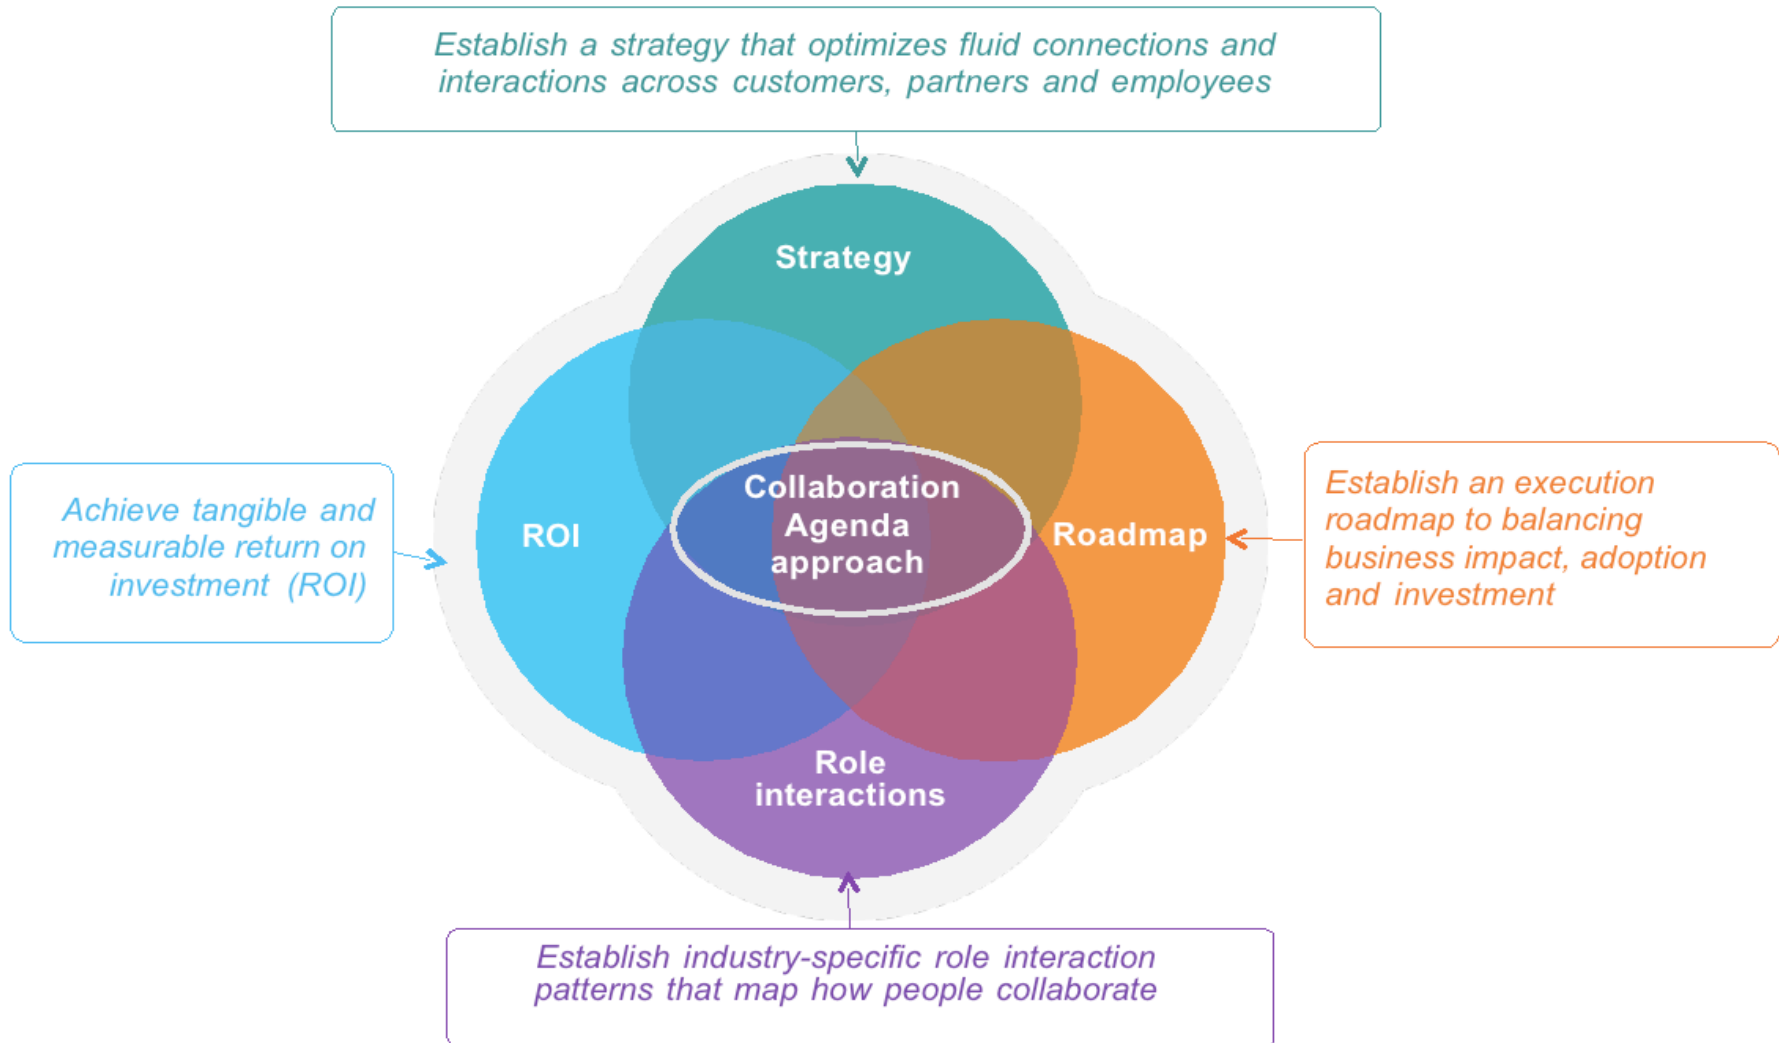 Establish a strategy that optimizes fluid connections and
interactions across customers, partners and employees
Strategy
Achieve tangible and
measurable return on
investment (ROI)
ROI
Collaboration
Agenda
approach
Roadmap
Establish an execution
roadmap to balancing
business impact, adoption
and investment
Role
interactions
Establish industry-specific role interaction
patterns that map how people collaborate